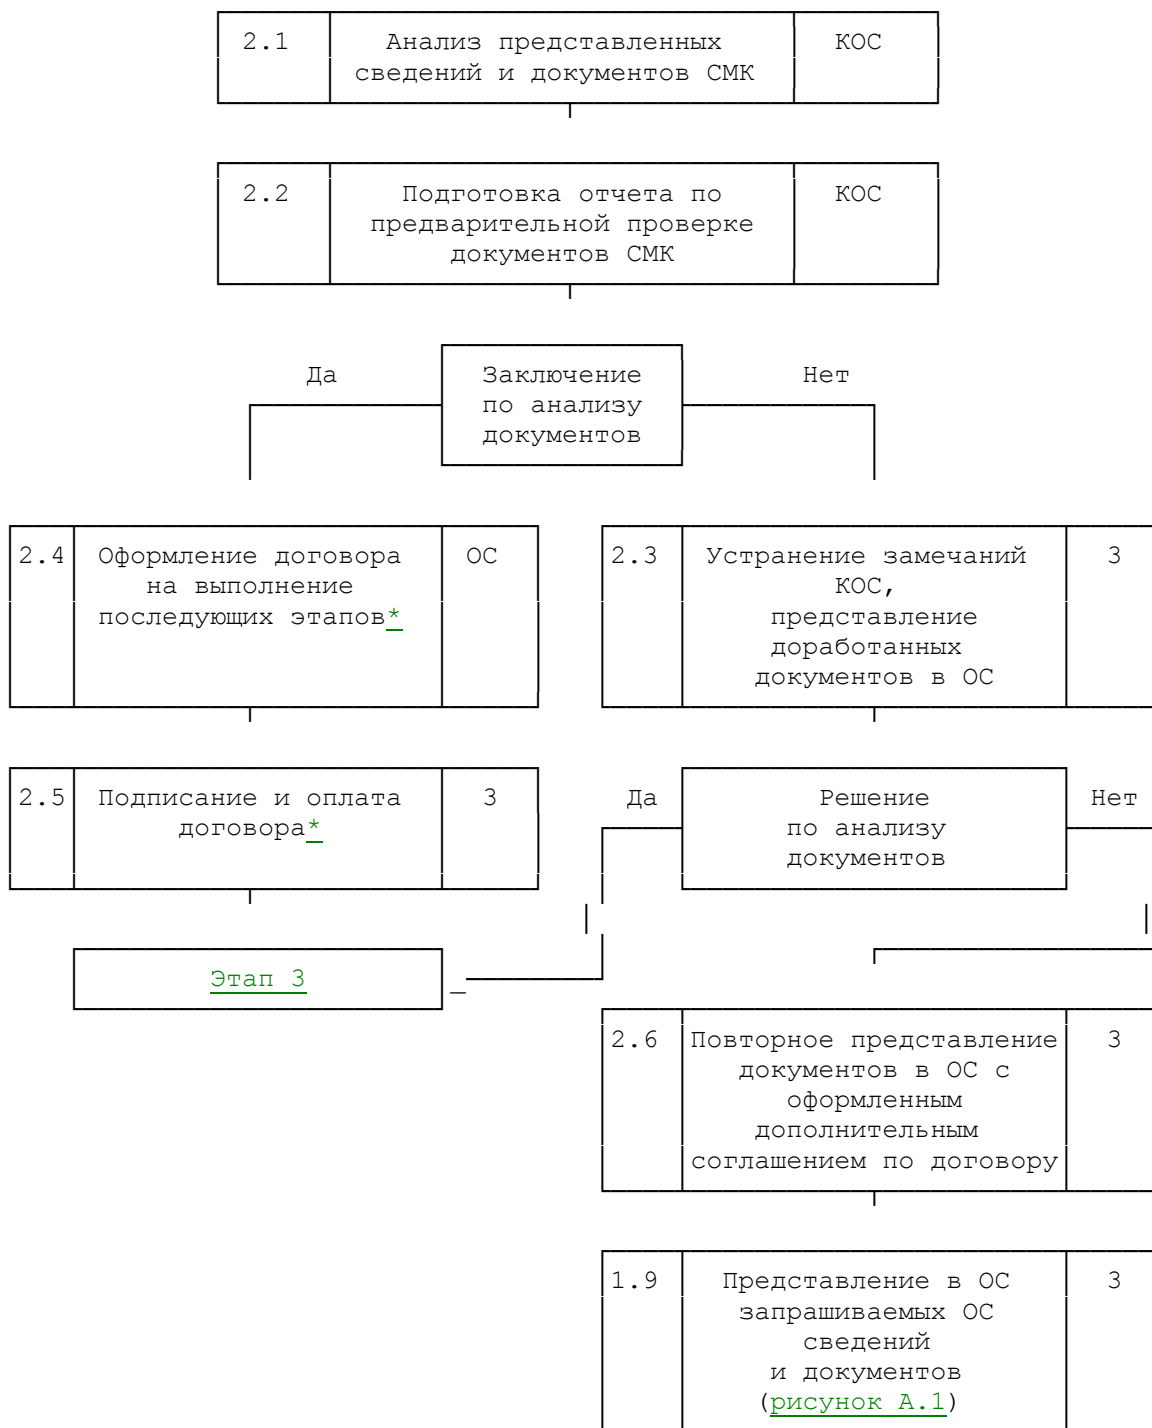 2.1 Анализ представленных КОС
сведений и документов СМК
2.2 Подготовка отчета по КОС
предварительной проверке
документов СМК
Да Заключение Нет
по анализу
документов
2.4 Оформление договора ОС
на выполнение
последующих этапов*
2.3 Устранение замечаний З
КОС,
представление
доработанных
документов в ОС
2.5 Подписание и оплата З
договора*
Да Решение Нет
по анализу
документов
Этап 3
2.6 Повторное представление З
документов в ОС с
оформленным
дополнительным
соглашением по договору
1.9 Представление в ОС З
запрашиваемых ОС
сведений
и документов
(рисунок А.1)